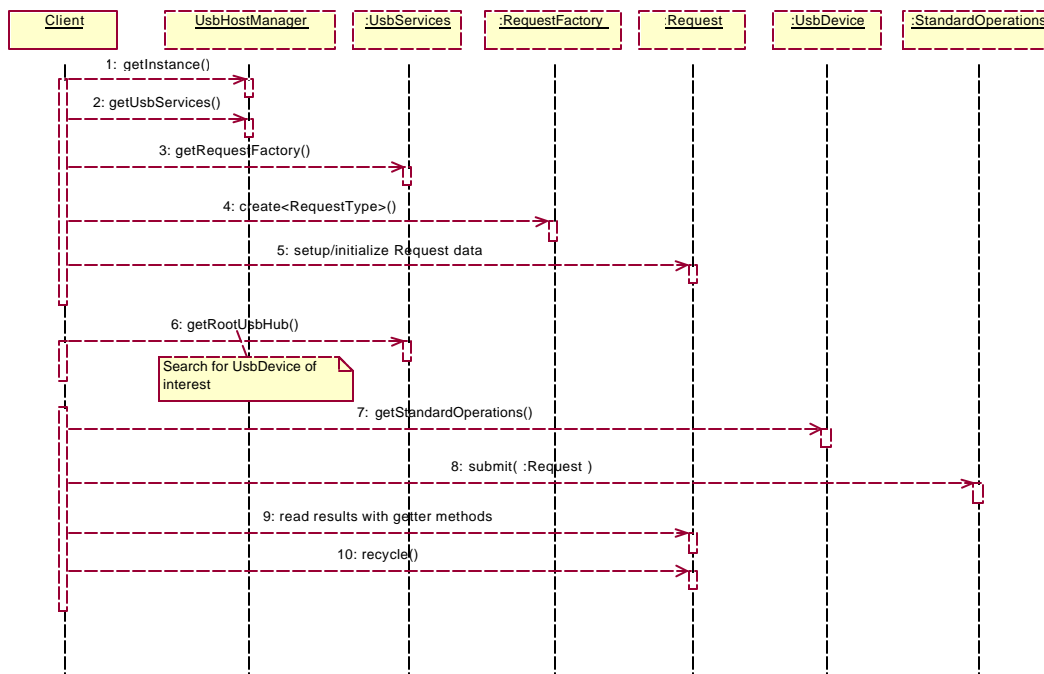 Client
UsbHostManager
:UsbServices
:RequestFactory
:Request
:UsbDevice
:StandardOperations
1: getInstance()
2: getUsbServices()
3: getRequestFactory()
4: create<RequestType>()
5: setup/initialize Request data
6: getRootUsbHub()
Search for UsbDevice of
interest
7: getStandardOperations()
8: submit( :Request )
9: read results with getter methods
10: recycle()